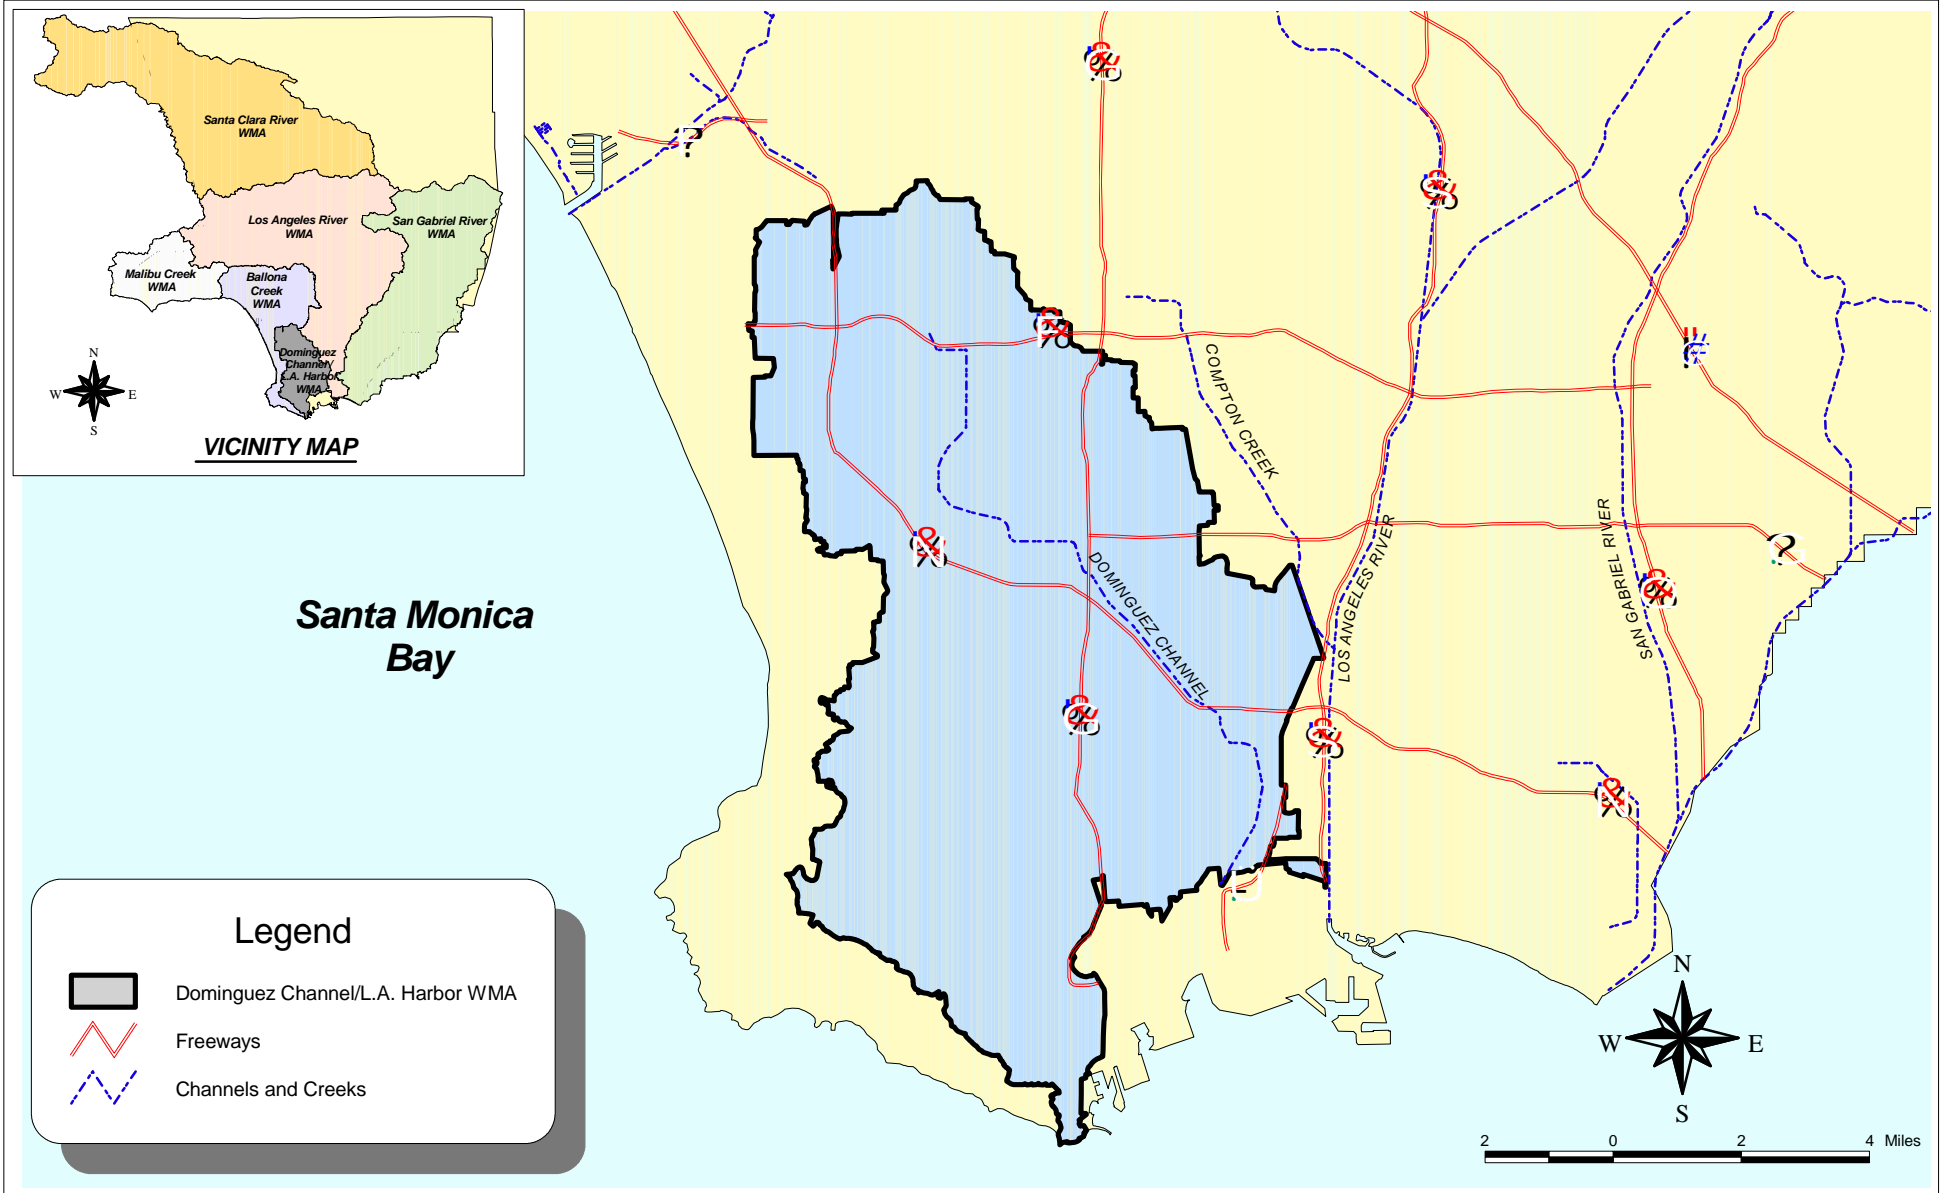 Santa Clara River
WMA
Los Angeles River
WMA
San Gabriel River
WMA
Malibu Creek
WMA
Ballona
Creek
WMA
Dominguez
Channel/
L.A. Harbor
WMA
N
W
E
S
VICINITY MAP
COMPTON CREEK
DOMINGUEZ CHANNEL
LOS ANGELES RIVER
SAN GABRIEL RIVER
Santa Monica
Bay
Legend
Dominguez Channel/L.A. Harbor WMA
Freeways
Channels and Creeks
N
W
E
S
2 0 2 4 Miles